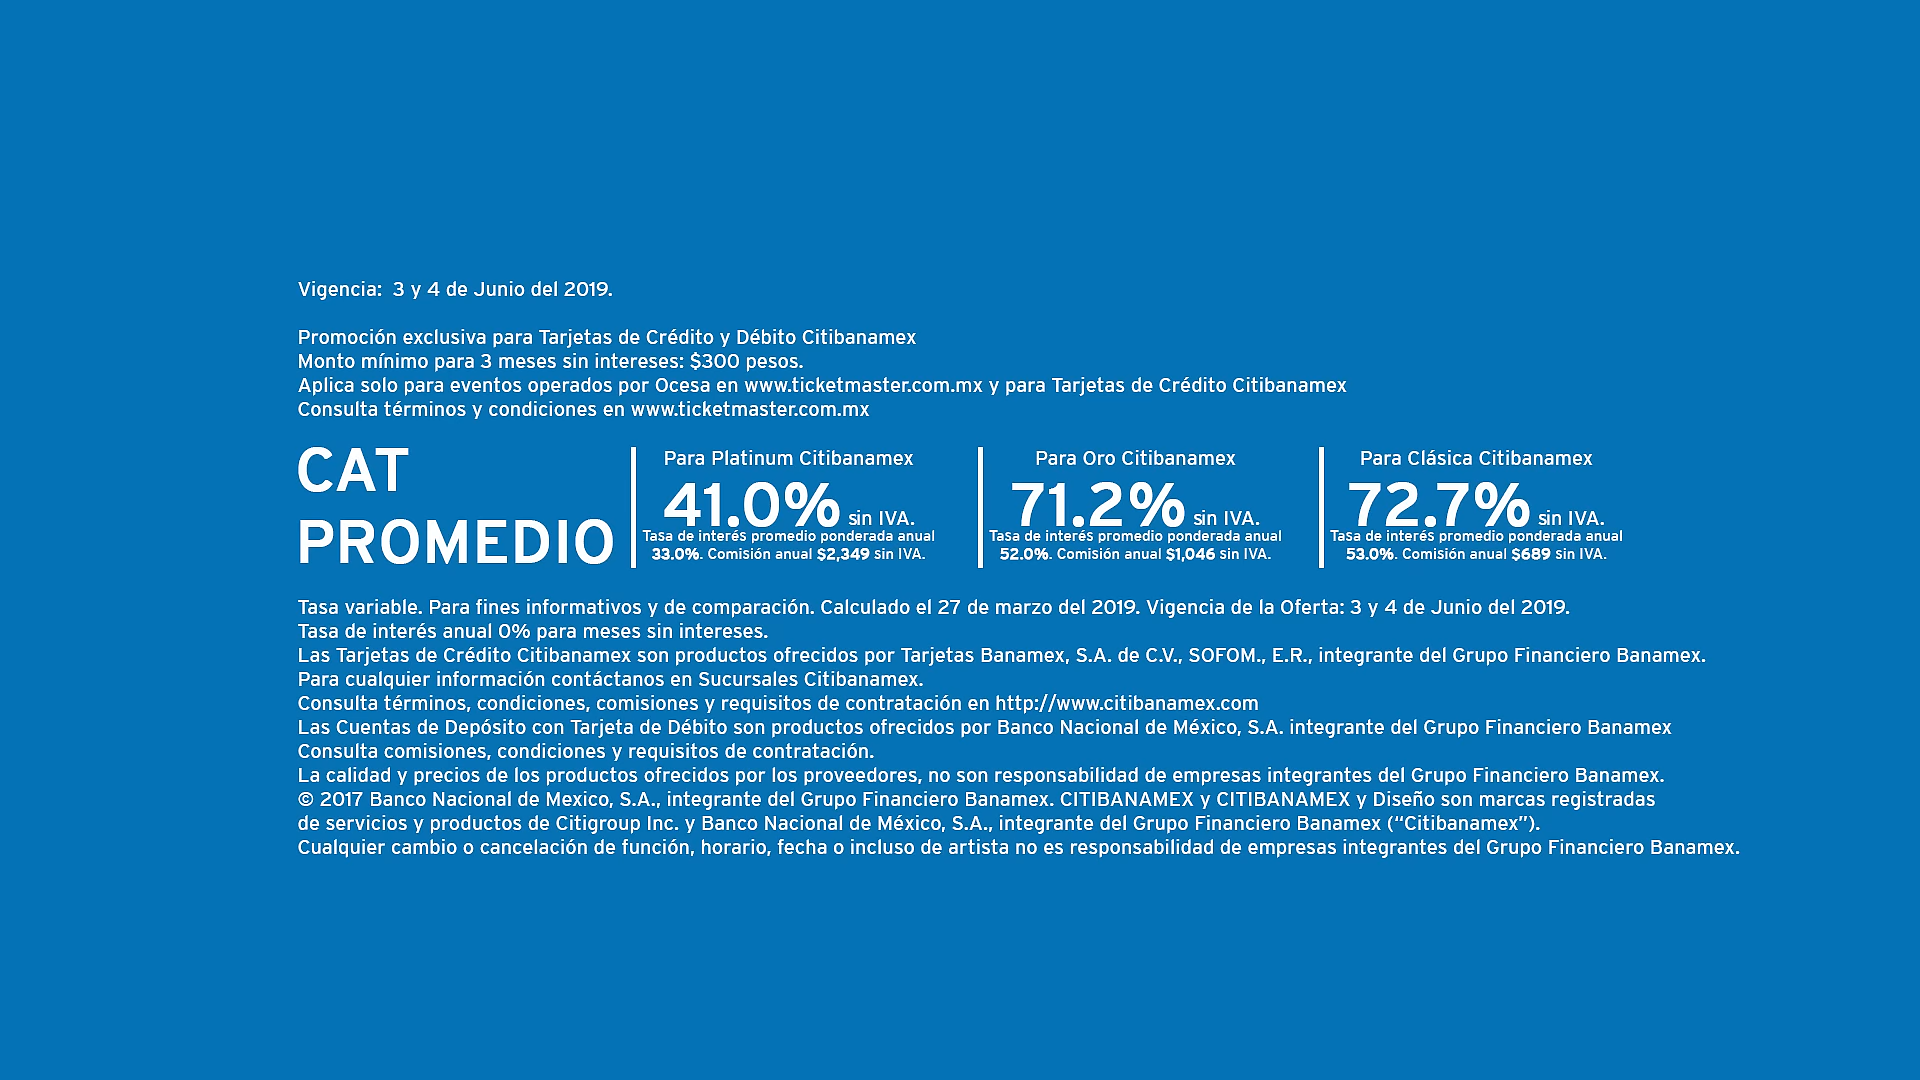 Vigencia:  3 y 4 de Junio del 2019.
Promoción exclusiva para Tarjetas de Crédito y Débito Citibanamex
Monto mínimo para 3 meses sin intereses: $300 pesos.
Aplica solo para eventos operados por Ocesa en www.ticketmaster.com.mx y para Tarjetas de Crédito Citibanamex
Consulta términos y condiciones en www.ticketmaster.com.mx
CAT
PROMEDIO
Para Platinum Citibanamex
41.0% sin IVA.
Tasa de interés promedio ponderada anual
33.0%. Comisión anual $2,349 sin IVA.
Para Oro Citibanamex
71.2% sin IVA.
Tasa de interés promedio ponderada anual
52.0%. Comisión anual $1,046 sin IVA.
Para Clásica Citibanamex
72.7% sin IVA.
Tasa de interés promedio ponderada anual
53.0%. Comisión anual $689 sin IVA.
Tasa variable. Para fines informativos y de comparación. Calculado el 27 de marzo del 2019. Vigencia de la Oferta: 3 y 4 de Junio del 2019.
Tasa de interés anual 0% para meses sin intereses.
Las Tarjetas de Crédito Citibanamex son productos ofrecidos por Tarjetas Banamex, S.A. de C.V., SOFOM., E.R., integrante del Grupo Financiero Banamex.
Para cualquier información contáctanos en Sucursales Citibanamex.
Consulta términos, condiciones, comisiones y requisitos de contratación en http://www.citibanamex.com
Las Cuentas de Depósito con Tarjeta de Débito son productos ofrecidos por Banco Nacional de México, S.A. integrante del Grupo Financiero Banamex
Consulta comisiones, condiciones y requisitos de contratación.
La calidad y precios de los productos ofrecidos por los proveedores, no son responsabilidad de empresas integrantes del Grupo Financiero Banamex.
© 2017 Banco Nacional de Mexico, S.A., integrante del Grupo Financiero Banamex. CITIBANAMEX y CITIBANAMEX y Diseño son marcas registradas
de servicios y productos de Citigroup Inc. y Banco Nacional de México, S.A., integrante del Grupo Financiero Banamex (“Citibanamex”).
Cualquier cambio o cancelación de función, horario, fecha o incluso de artista no es responsabilidad de empresas integrantes del Grupo Financiero Banamex.